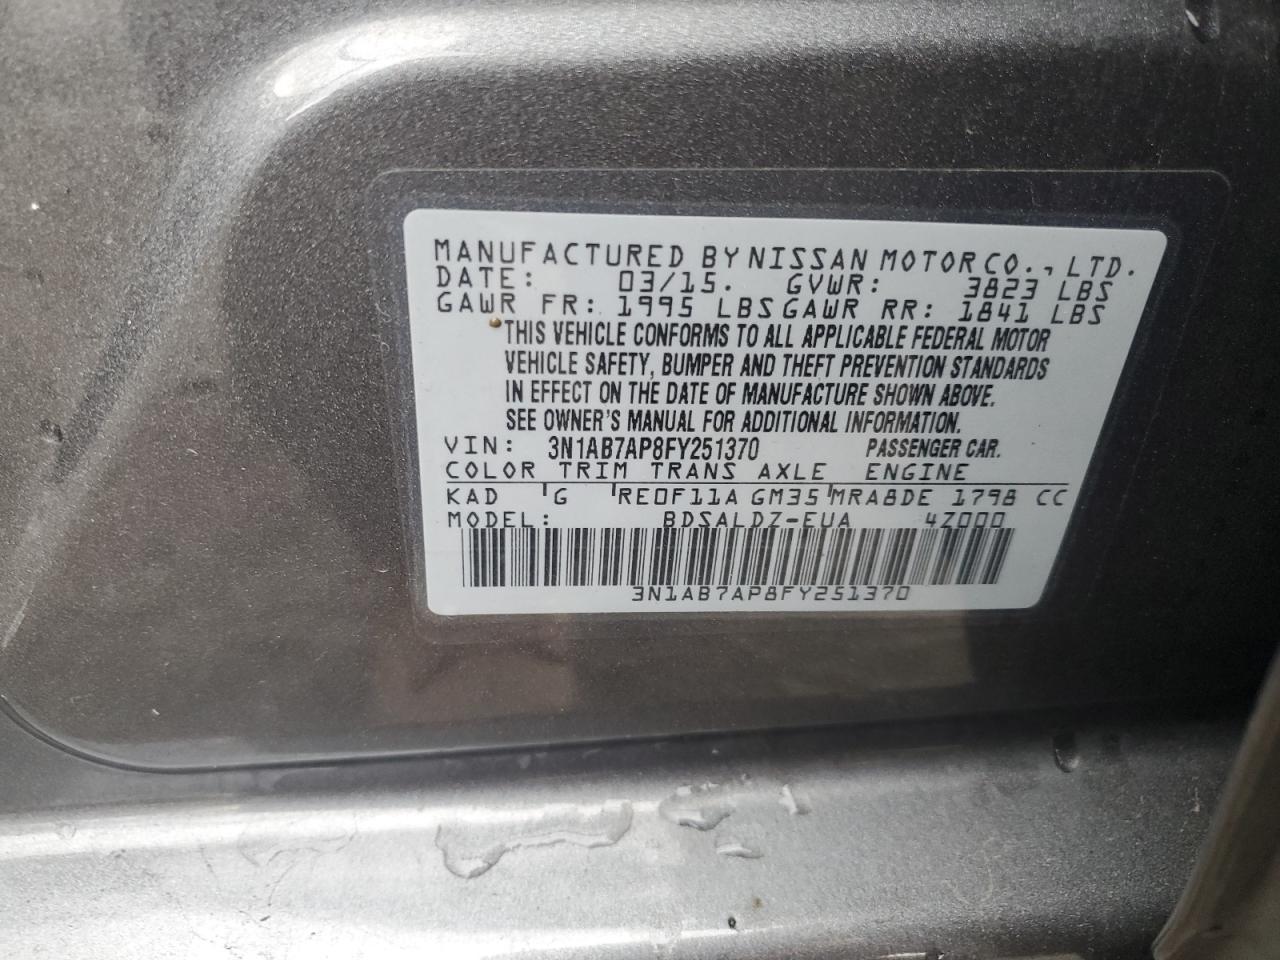 MANUFACTURED BY NISSAN MOTOR CO., LTD.
DATE: 03/15. GVWR: 3823 LBS
GAWR FR: 1995 LBS GAWR RR: 1841 LBS
THIS VEHICLE CONFORMS TO ALL APPLICABLE FEDERAL MOTOR
VEHICLE SAFETY, BUMPER AND THEFT PREVENTION STANDARDS
IN EFFECT ON THE DATE OF MANUFACTURE SHOWN ABOVE.
SEE OWNER'S MANUAL FOR ADDITIONAL INFORMATION.
VIN: 3N1AB7AP8FY251370 PASSENGER CAR.
COLOR TRIM TRANS AXLE ENGINE
KAD G RE0F11A GM35 MRA8DE 1798 CC
MODEL: BDSALDZ-EUA 4Z000
3N1AB7AP8FY251370